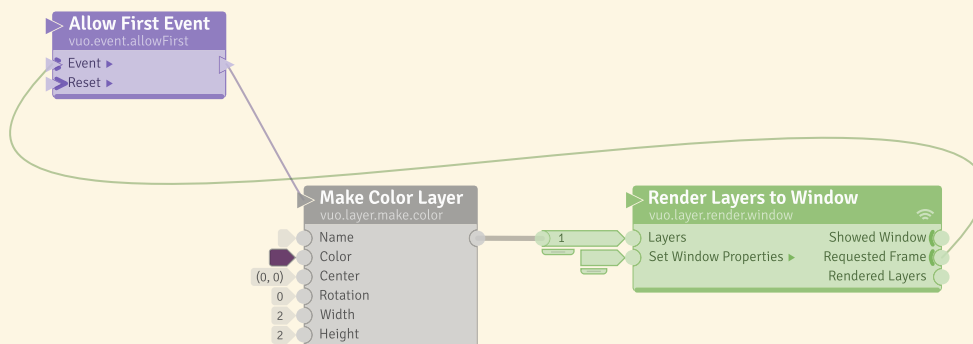 Allow First Event
vuo.event.allowFirst
Event
Reset
Make Color Layer
vuo.layer.make.color
Name
Color
(0, 0) Center
0 Rotation
2 Width
2 Height
Render Layers to Window
vuo.layer.render.window
1 Layers Showed Window
Set Window Properties Requested Frame
Rendered Layers